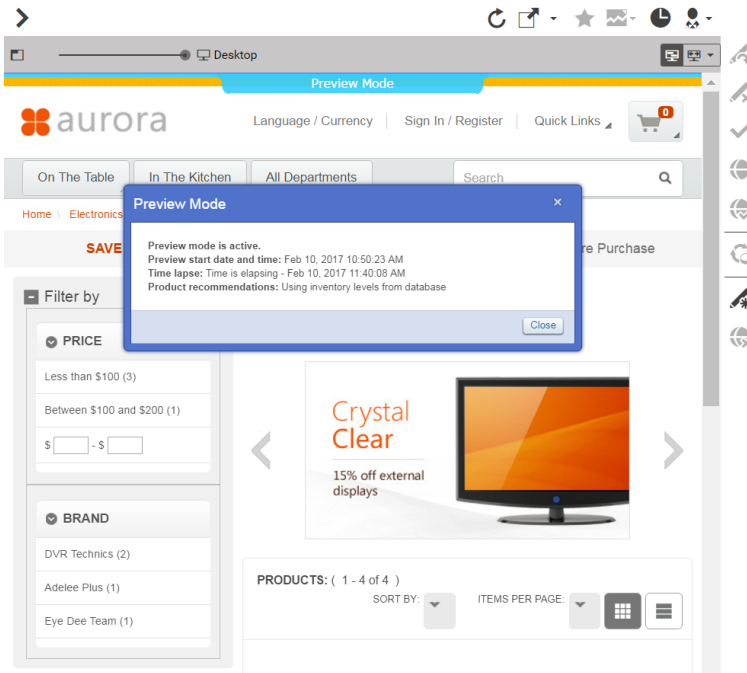 Desktop
Preview Mode
aurora
Language / Currency
Sign In / Register
Quick Links
0
On The Table
In The Kitchen
All Departments
Search
Home \ Electronics
Preview Mode
×
SAVE
re Purchase
Preview mode is active.
Preview start date and time: Feb 10, 2017 10:50:23 AM
Time lapse: Time is elapsing - Feb 10, 2017 11:40:08 AM
Product recommendations: Using inventory levels from database
Close
Filter by
PRICE
Less than $100 (3)
Between $100 and $200 (1)
$ - $
BRAND
DVR Technics (2)
Adelee Plus (1)
Eye Dee Team (1)
Crystal
Clear
15% off external
displays
PRODUCTS: ( 1 - 4 of 4 )
SORT BY:
ITEMS PER PAGE: